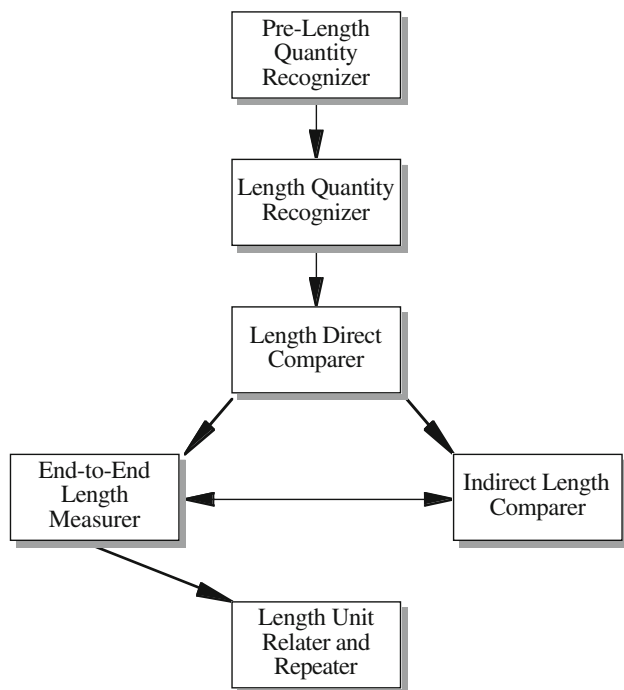 Pre-Length
Quantity
Recognizer
Length Quantity
Recognizer
Length Direct
Comparer
End-to-End
Length
Measurer
Indirect Length
Comparer
Length Unit
Relater and
Repeater